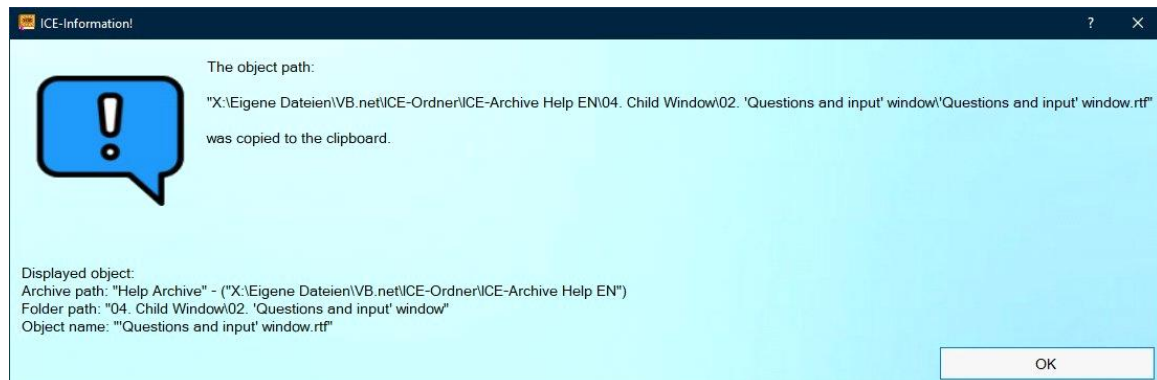 ICE-Information!
? ×
The object path:
"X:\Eigene Dateien\VB.net\ICE-Ordner\ICE-Archive Help EN\04. Child Window\02. 'Questions and input' window\'Questions and input' window.rtf"
was copied to the clipboard.
Displayed object:
Archive path: "Help Archive" - ("X:\Eigene Dateien\VB.net\ICE-Ordner\ICE-Archive Help EN")
Folder path: "04. Child Window\02. 'Questions and input' window"
Object name: "'Questions and input' window.rtf"
OK